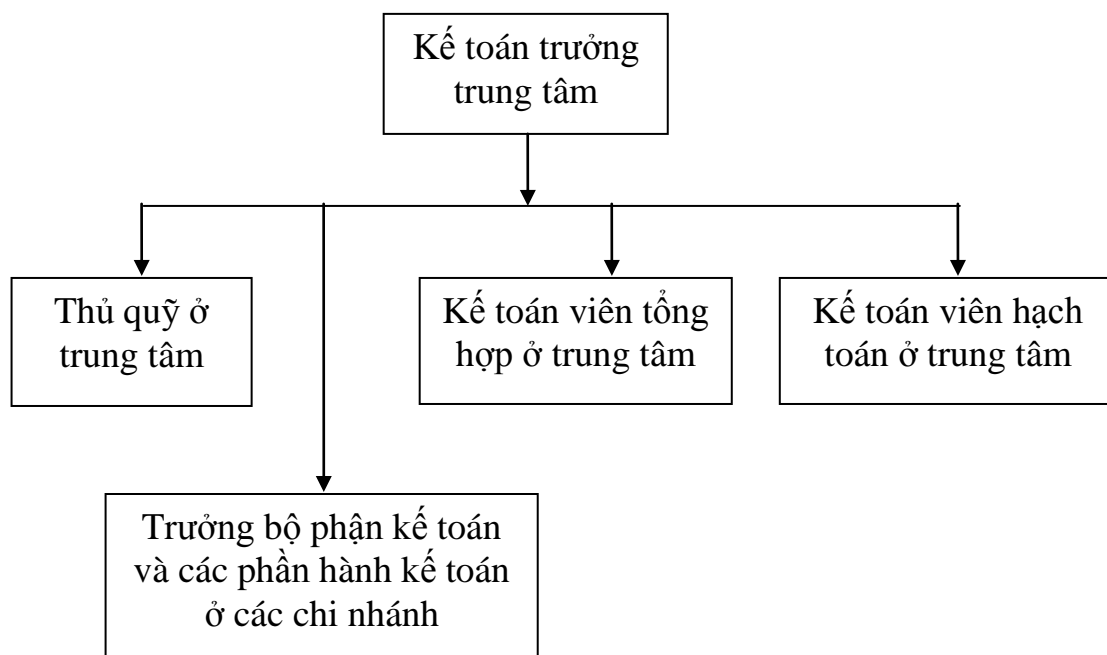 Kế toán trưởng
trung tâm
Thủ quỹ ở
trung tâm
Kế toán viên tổng
hợp ở trung tâm
Kế toán viên hạch
toán ở trung tâm
Trưởng bộ phận kế toán
và các phần hành kế toán
ở các chi nhánh